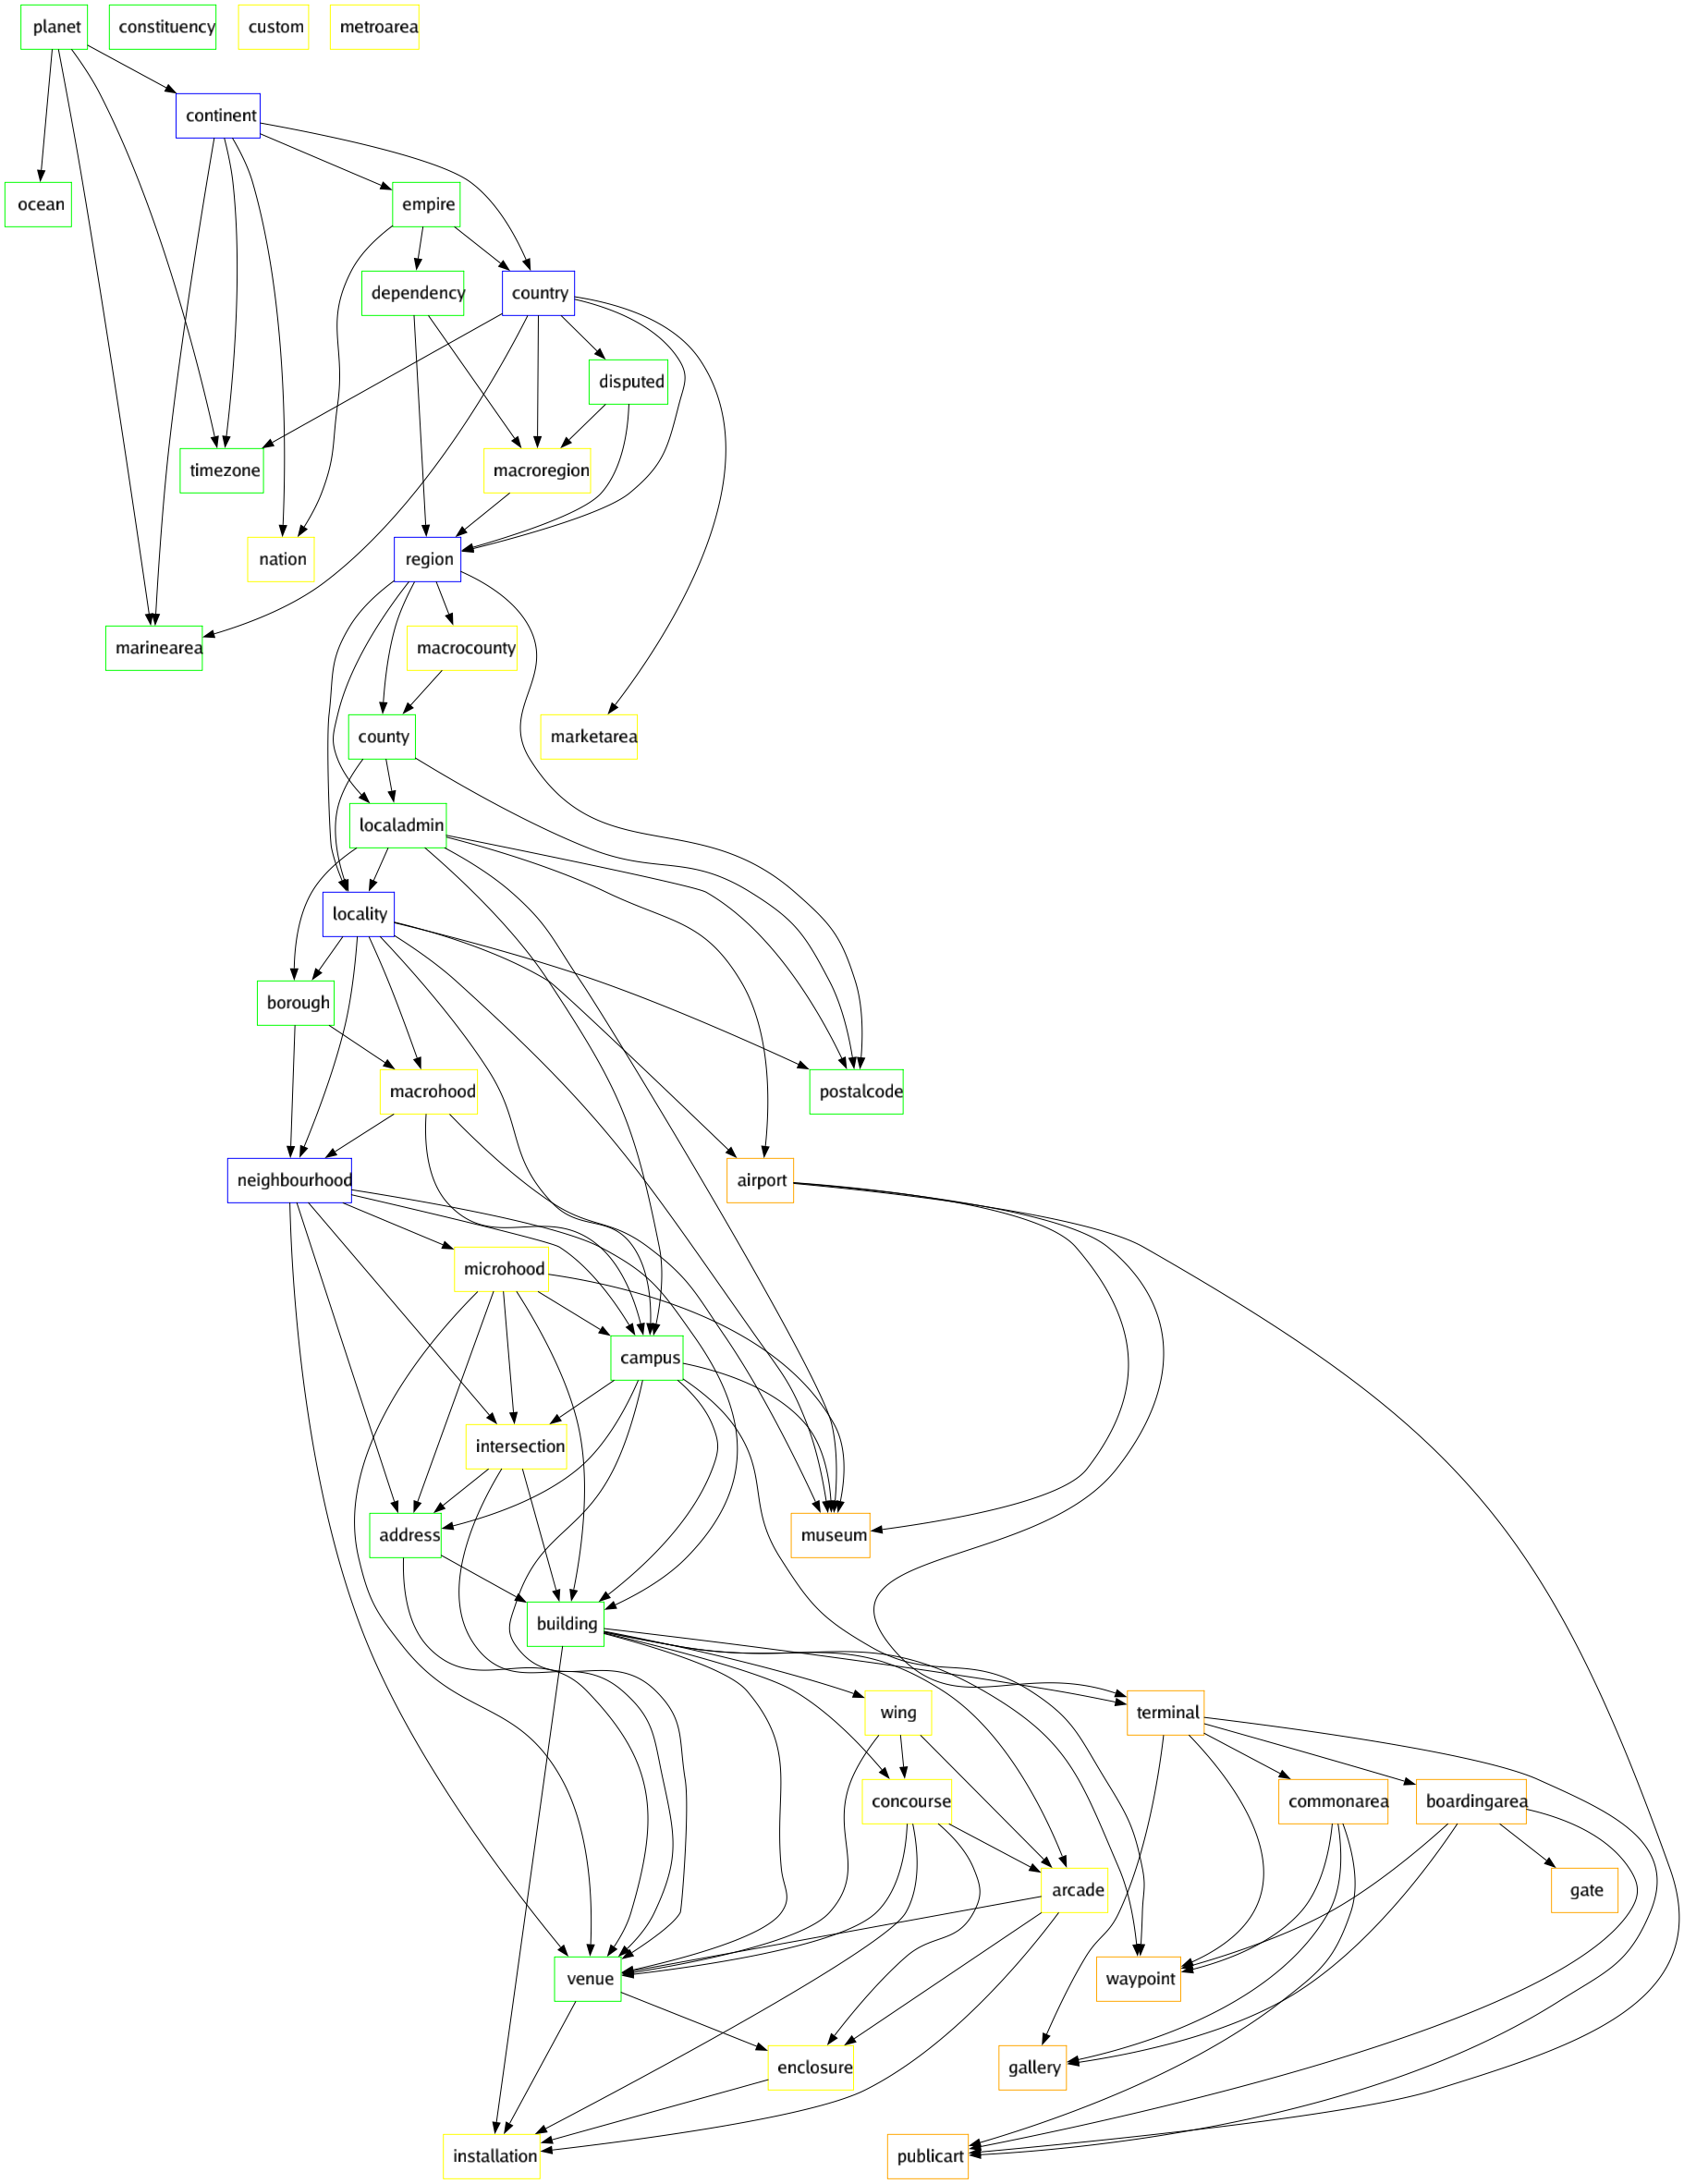 planet
constituency
custom
metroarea
continent
ocean
empire
dependency
country
disputed
timezone
macroregion
nation
region
marinearea
macrocounty
county
marketarea
localadmin
locality
borough
macrohood
postalcode
neighbourhood
airport
microhood
campus
intersection
address
museum
building
wing
terminal
concourse
commonarea
boardingarea
arcade
gate
venue
waypoint
enclosure
gallery
installation
publicart